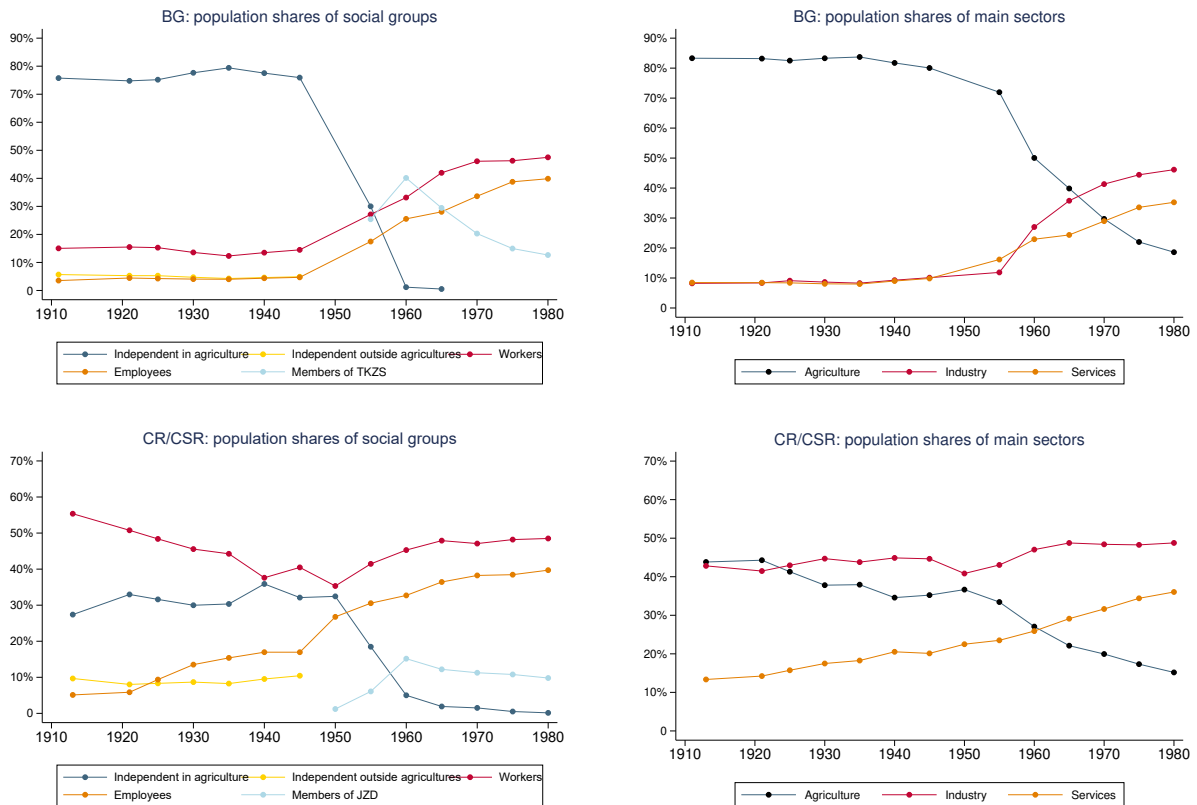 BG: population shares of social groups
90%
80%
70%
60%
50%
40%
30%
20%
10%
0
1910 1920 1930 1940 1950 1960 1970 1980
Independent in agriculture Independent outside agricultures Workers
Employees Members of TKZS
BG: population shares of main sectors
90%
80%
70%
60%
50%
40%
30%
20%
10%
0
1910 1920 1930 1940 1950 1960 1970 1980
Agriculture Industry Services
CR/CSR: population shares of social groups
70%
60%
50%
40%
30%
20%
10%
0
1910 1920 1930 1940 1950 1960 1970 1980
Independent in agriculture Independent outside agricultures Workers
Employees Members of JZD
CR/CSR: population shares of main sectors
70%
60%
50%
40%
30%
20%
10%
0
1910 1920 1930 1940 1950 1960 1970 1980
Agriculture Industry Services